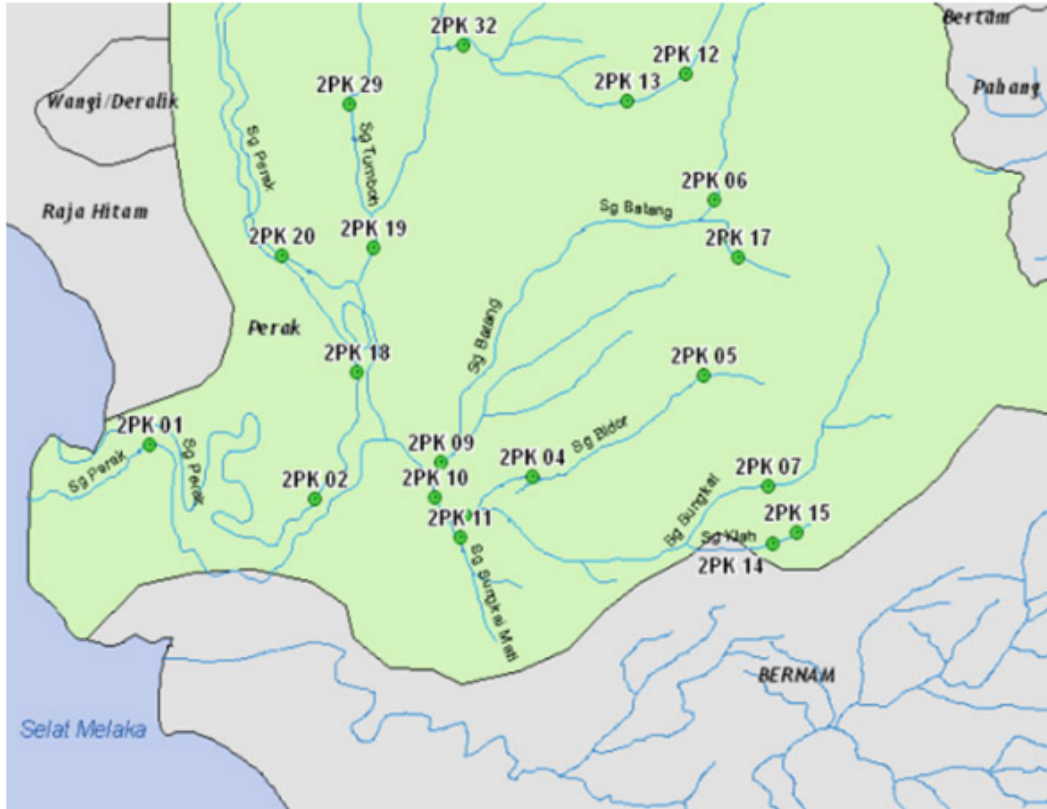 Bertam
2PK 32
2PK 12
2PK 13
2PK 29
Wangi/Deralik
Pahang
Sg Perak
Sg Tumboh
2PK 06
Raja Hitam
Sg Batang
2PK 20
2PK 19
2PK 17
Perak
Sg Batang
2PK 18
2PK 05
2PK 01
Sg Perak
Sg Perak
2PK 09
2PK 04
Sg Bidor
2PK 02
2PK 10
2PK 07
2PK 11
Sg Sungkai
2PK 15
Sg Klah
2PK 14
Sg Sungkai Mati
BERNAM
Selat Melaka